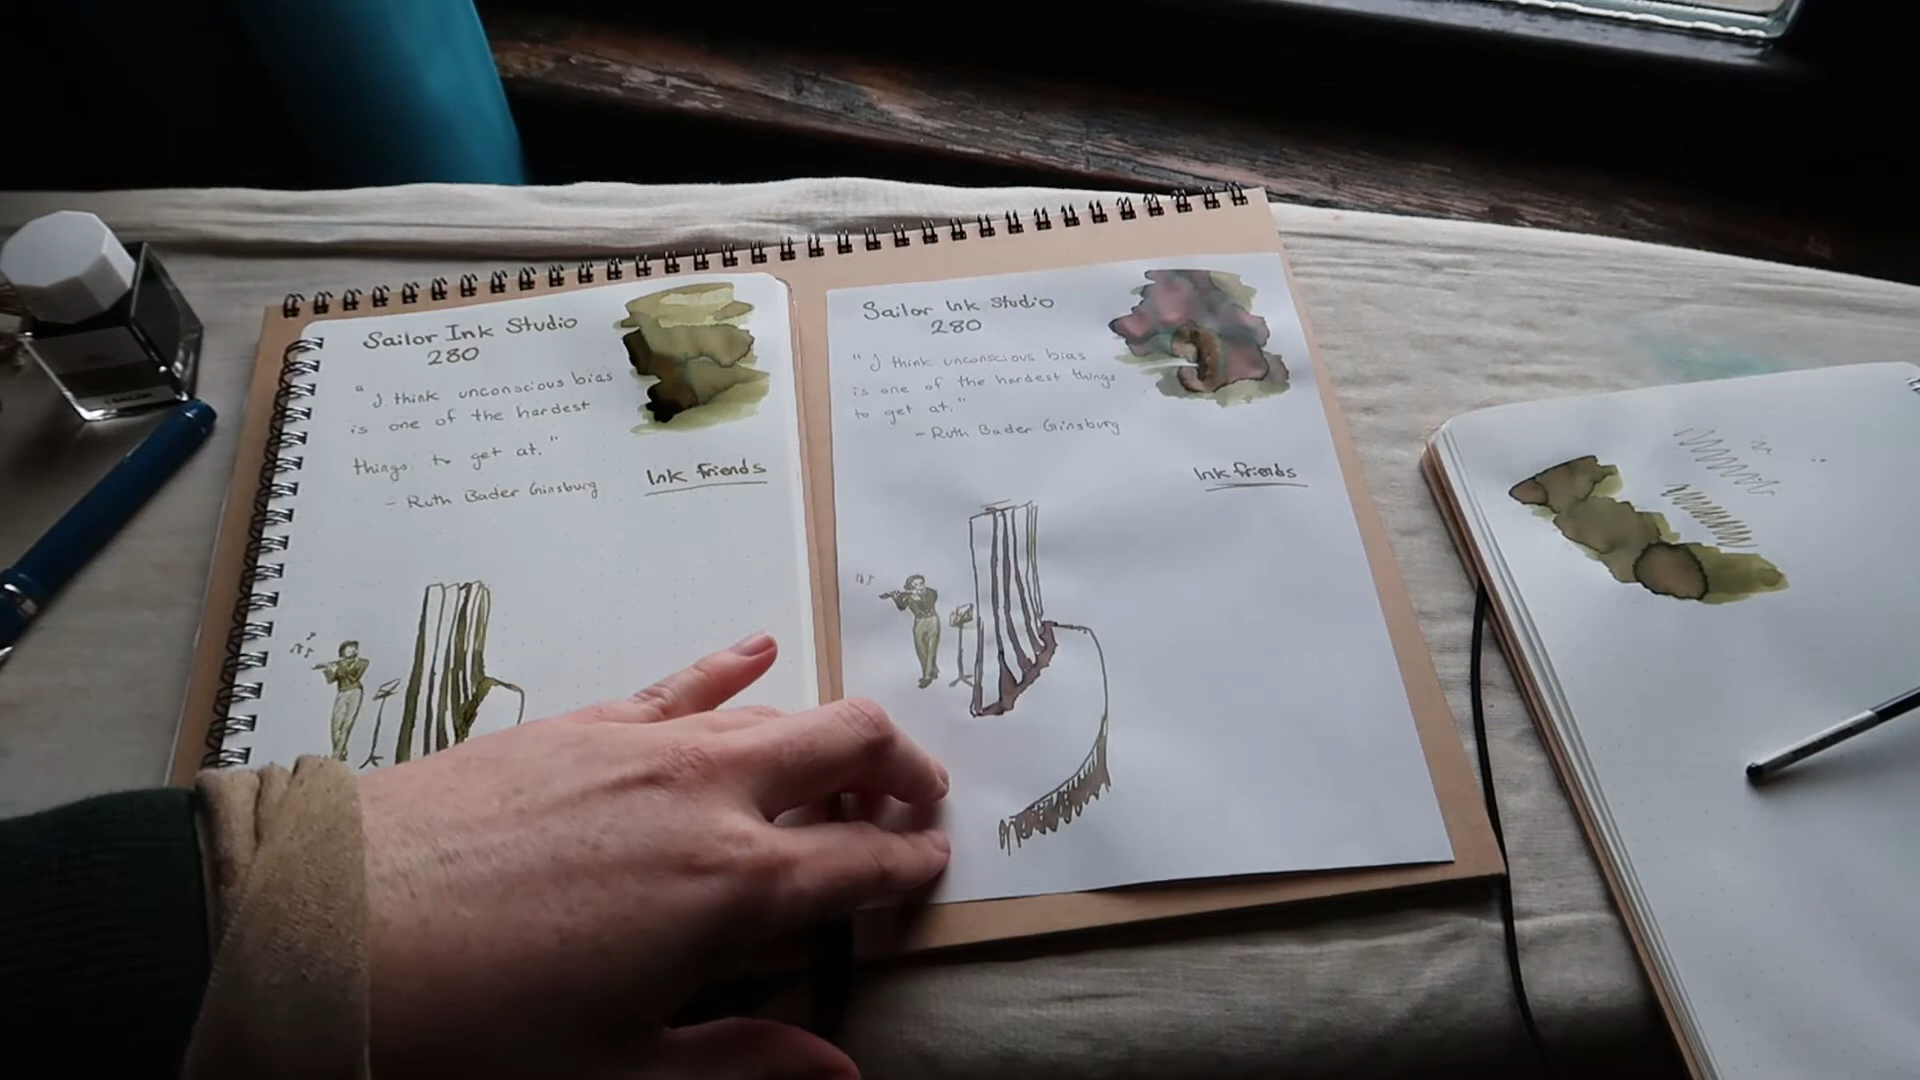 Sailor Ink Studio
280
"I think unconscious bias
is one of the hardest
things to get at."
- Ruth Bader Ginsburg
Ink Friends
Sailor Ink Studio
280
"I think unconscious bias
is one of the hardest things
to get at."
- Ruth Bader Ginsburg
Ink friends